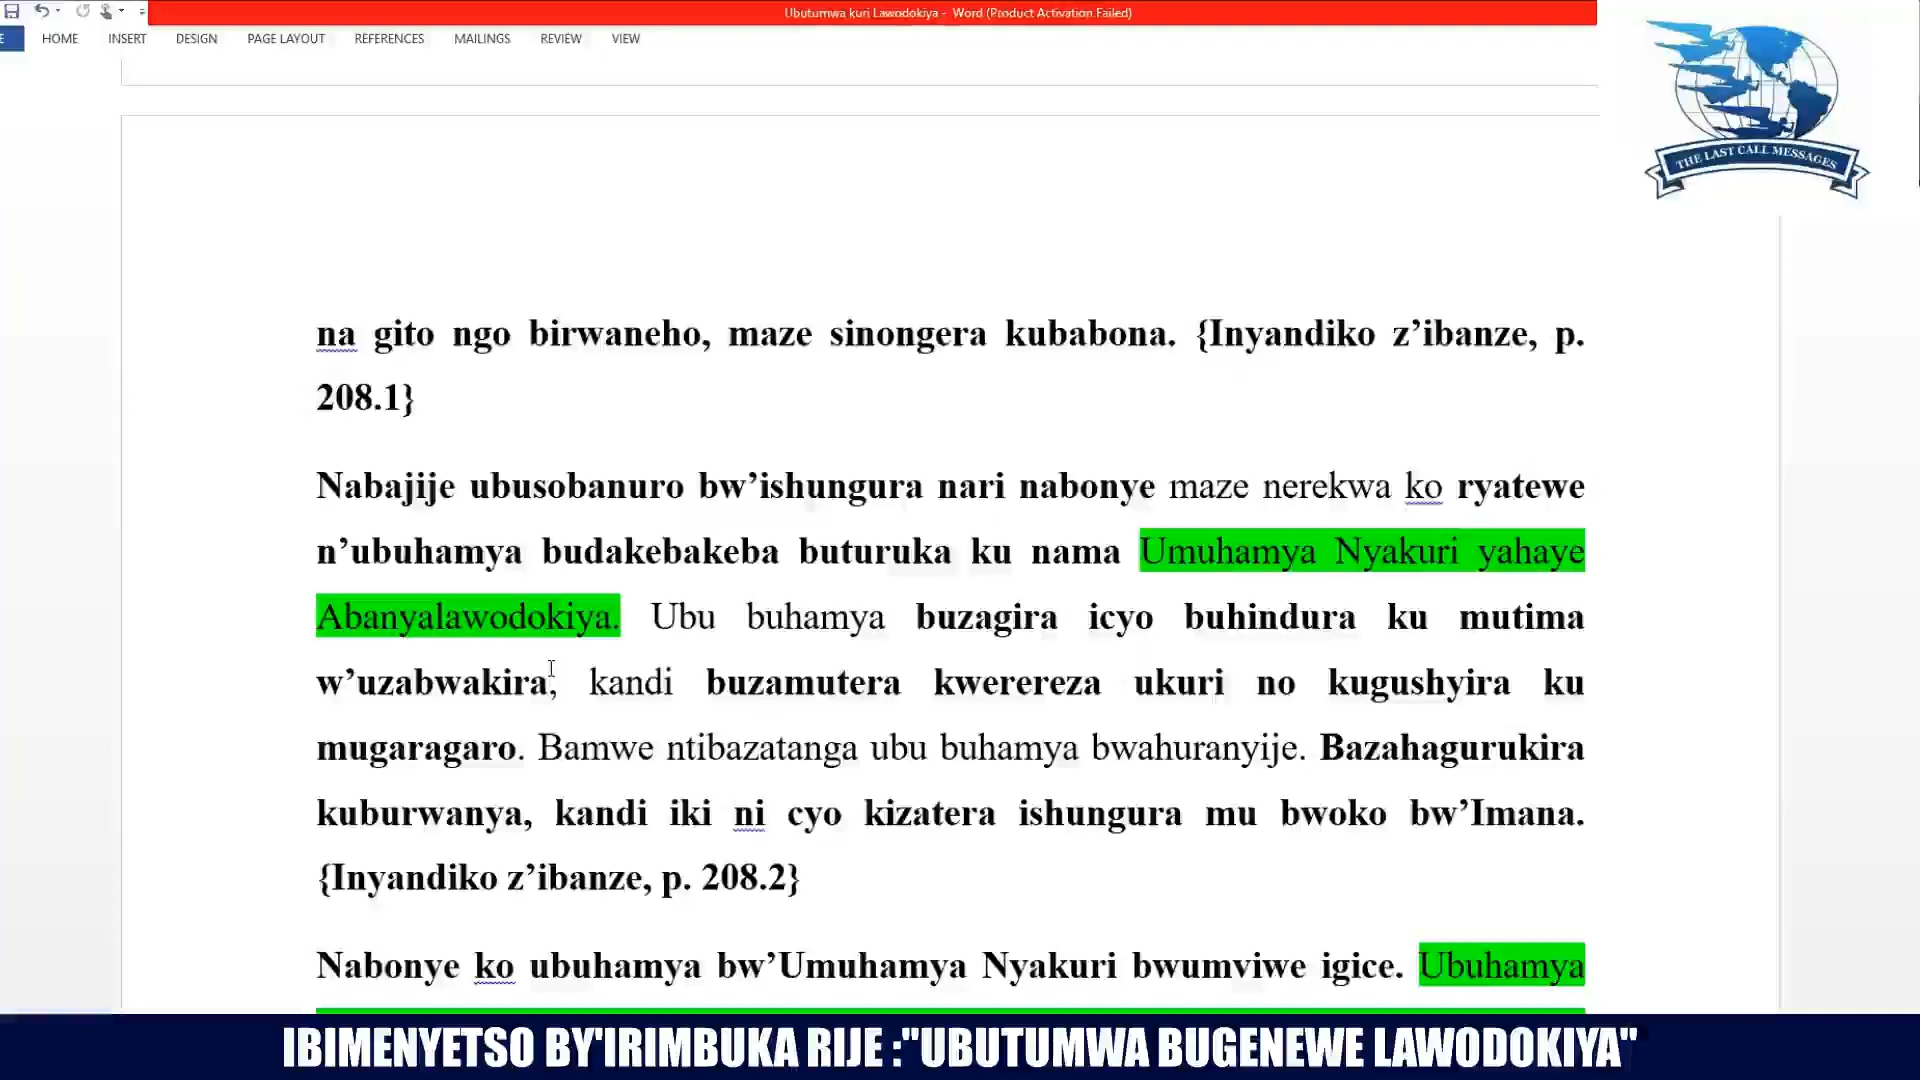 Ubutumwa kuri Lawodokiya - Word (Product Activation Failed)
HOME INSERT DESIGN PAGE LAYOUT REFERENCES MAILINGS REVIEW VIEW
THE LAST CALL MESSAGES
na gito ngo birwaneho, maze sinongera kubabona. {Inyandiko z’ibanze, p.
208.1}
Nabajije ubusobanuro bw’ishungura nari nabonye maze nerekwa ko ryatewe
n’ubuhamya budakebakeba buturuka ku nama Umuhamya Nyakuri yahaye
Abanyalawodokiya. Ubu buhamya buzagira icyo buhindura ku mutima
w’uzabwakira, kandi buzamutera kwerereza ukuri no kugushyira ku
mugaragaro. Bamwe ntibazatanga ubu buhamya bwahuranyije. Bazahagurukira
kuburwanya, kandi iki ni cyo kizatera ishungura mu bwoko bw’Imana.
{Inyandiko z’ibanze, p. 208.2}
Nabonye ko ubuhamya bw’Umuhamya Nyakuri bwumviwe igice. Ubuhamya
IBIMENYETSO BY'IRIMBUKA RIJE :"UBUTUMWA BUGENEWE LAWODOKIYA"